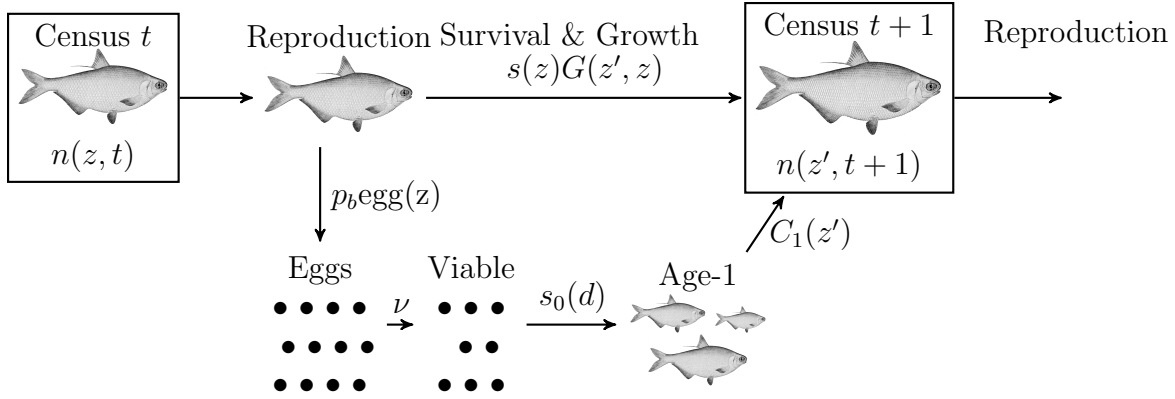 Census t
Reproduction
Survival & Growth
s(z)G(z′, z)
Census t + 1
Reproduction
n(z, t)
n(z′, t + 1)
p_b egg(z)
C_1(z′)
Eggs
Viable
Age-1
ν
s_0(d)